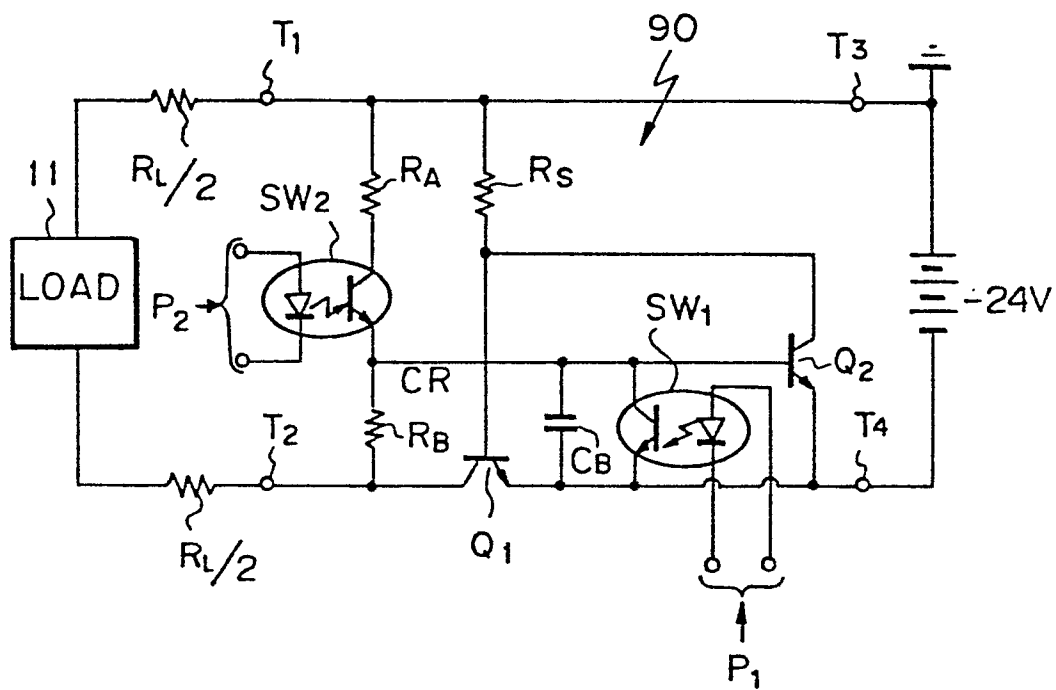 90
T1
T3
RL/2
RA
RS
11
SW2
LOAD
P2
SW1
-24V
Q2
CR
RB
CB
T2
T4
Q1
RL/2
P1